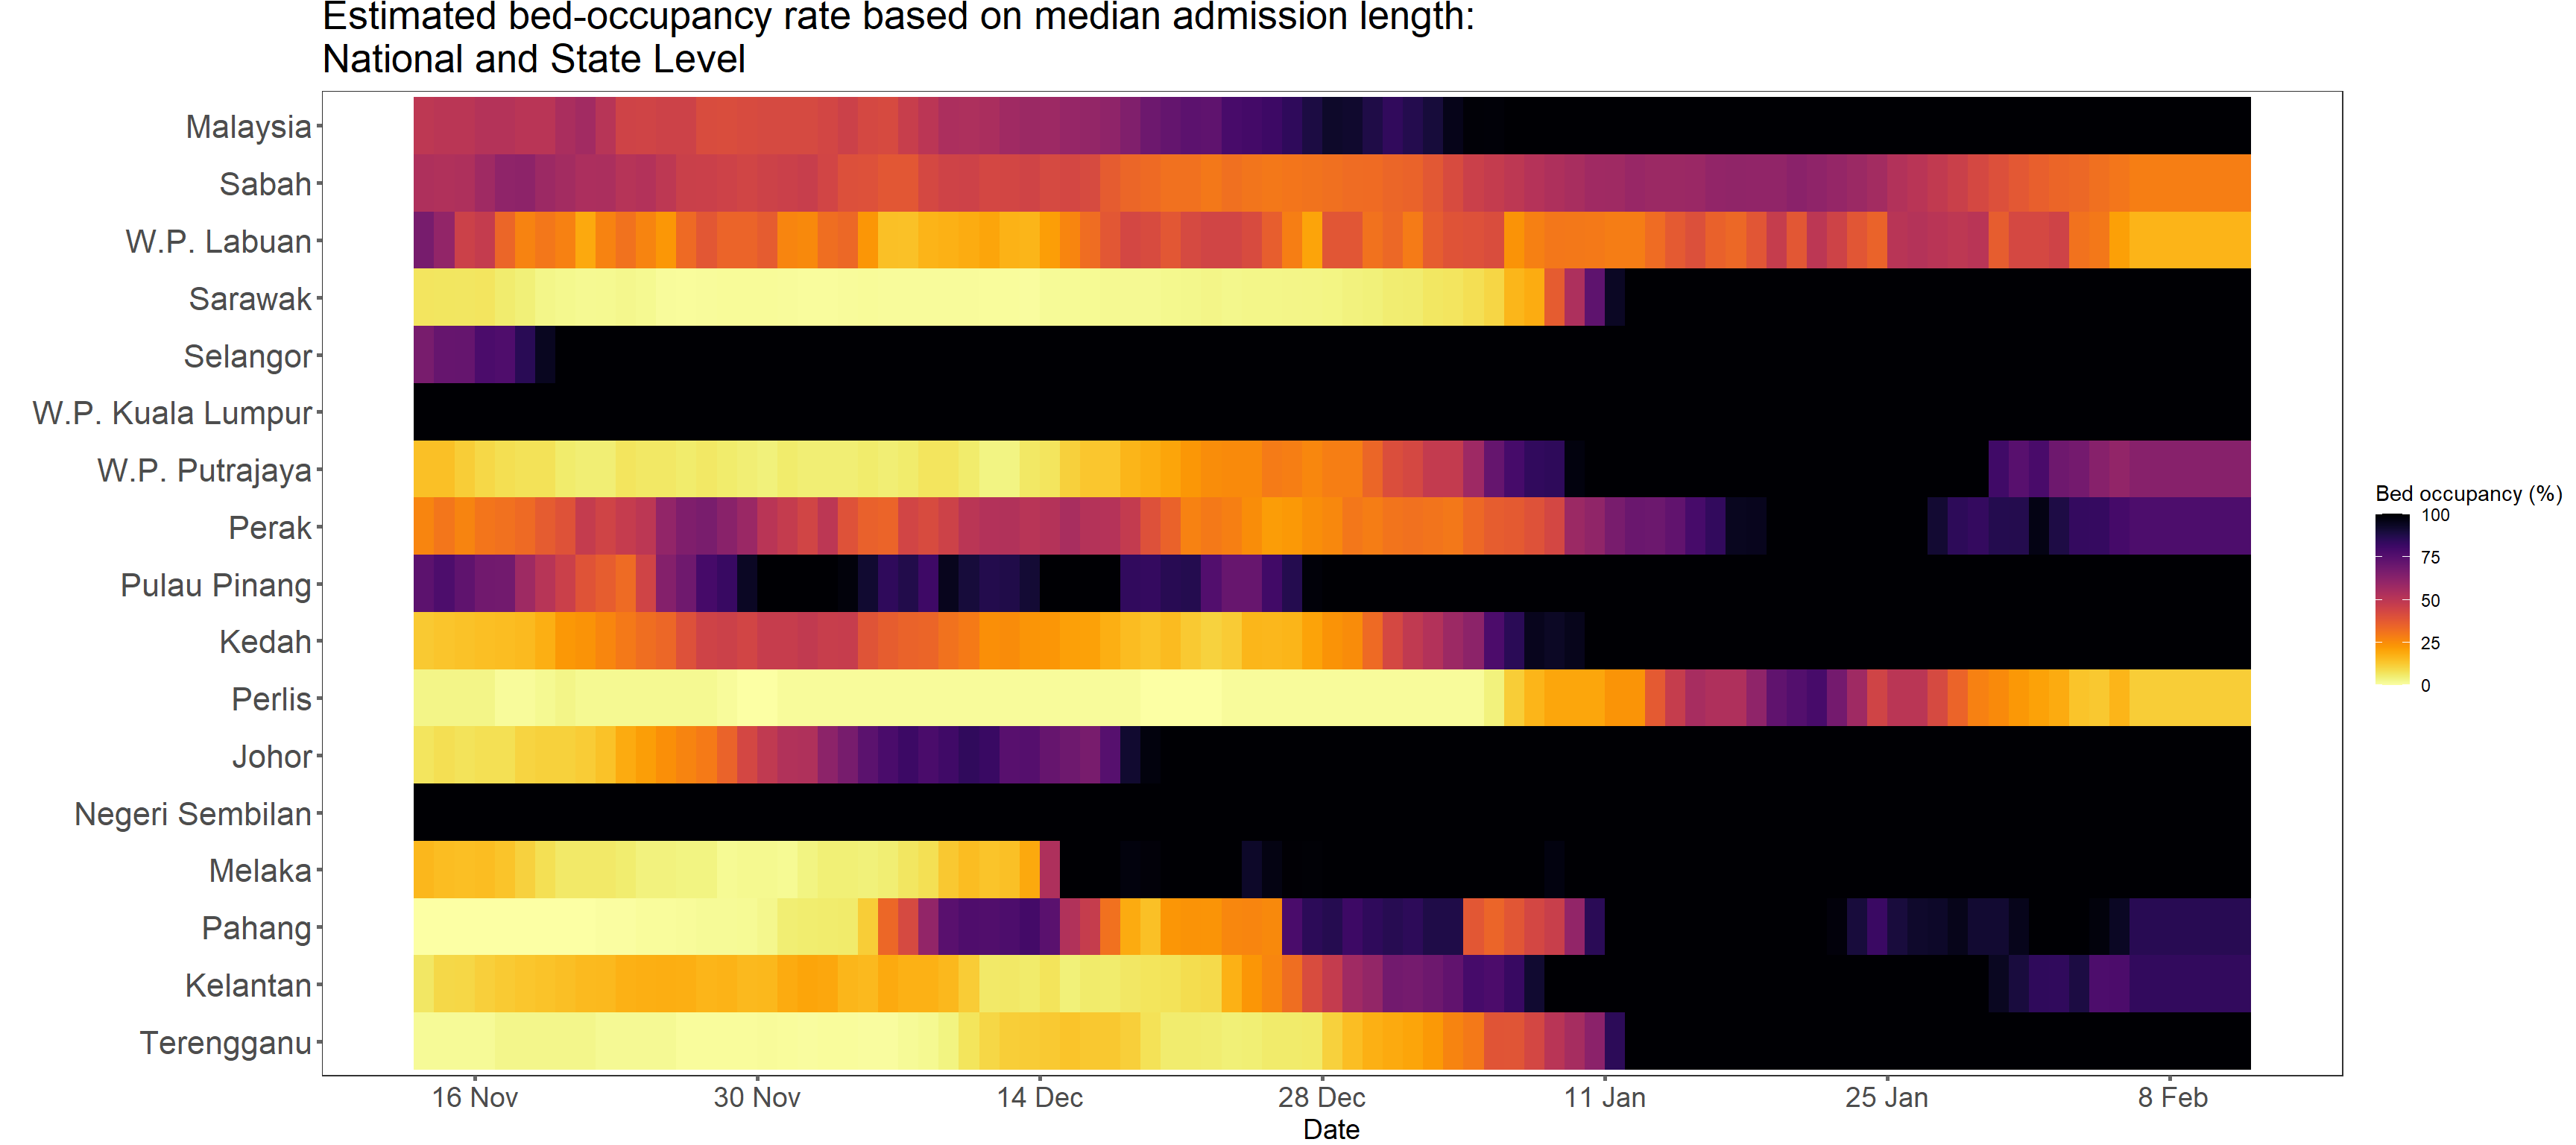 Estimated bed-occupancy rate based on median admission length:
National and State Level
Malaysia
Sabah
W.P. Labuan
Sarawak
Selangor
W.P. Kuala Lumpur
W.P. Putrajaya
Perak
Pulau Pinang
Kedah
Perlis
Johor
Negeri Sembilan
Melaka
Pahang
Kelantan
Terengganu
16 Nov 30 Nov 14 Dec 28 Dec 11 Jan 25 Jan 8 Feb
Date
Bed occupancy (%)
100
75
50
25
0